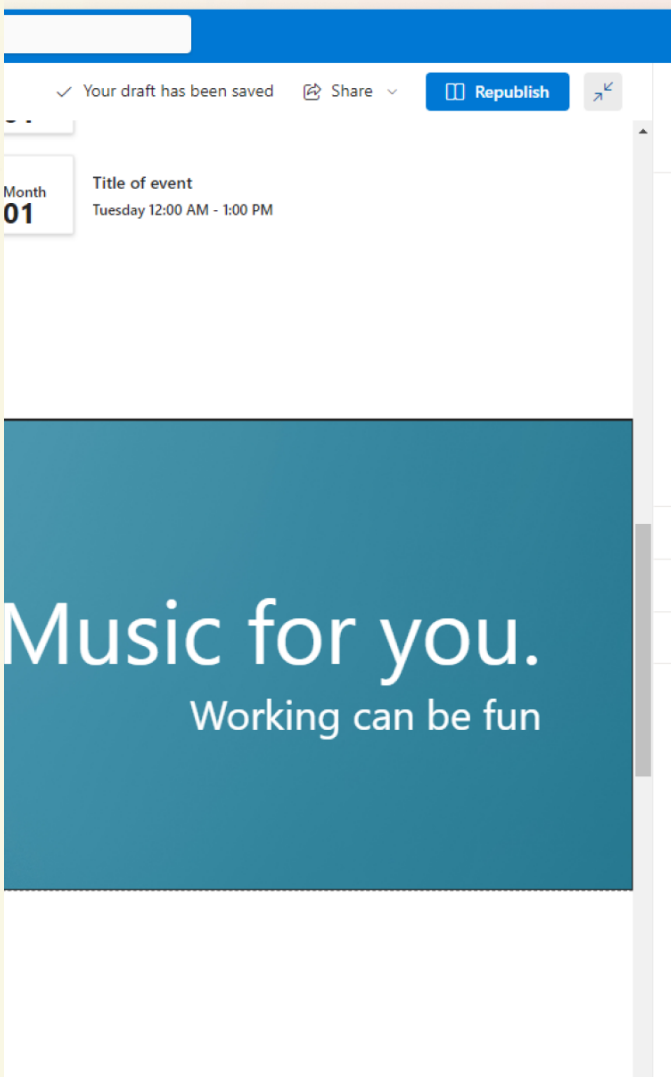 Your draft has been saved Share Republish
Month
01
Title of event
Tuesday 12:00 AM - 1:00 PM
Music for you.
Working can be fun